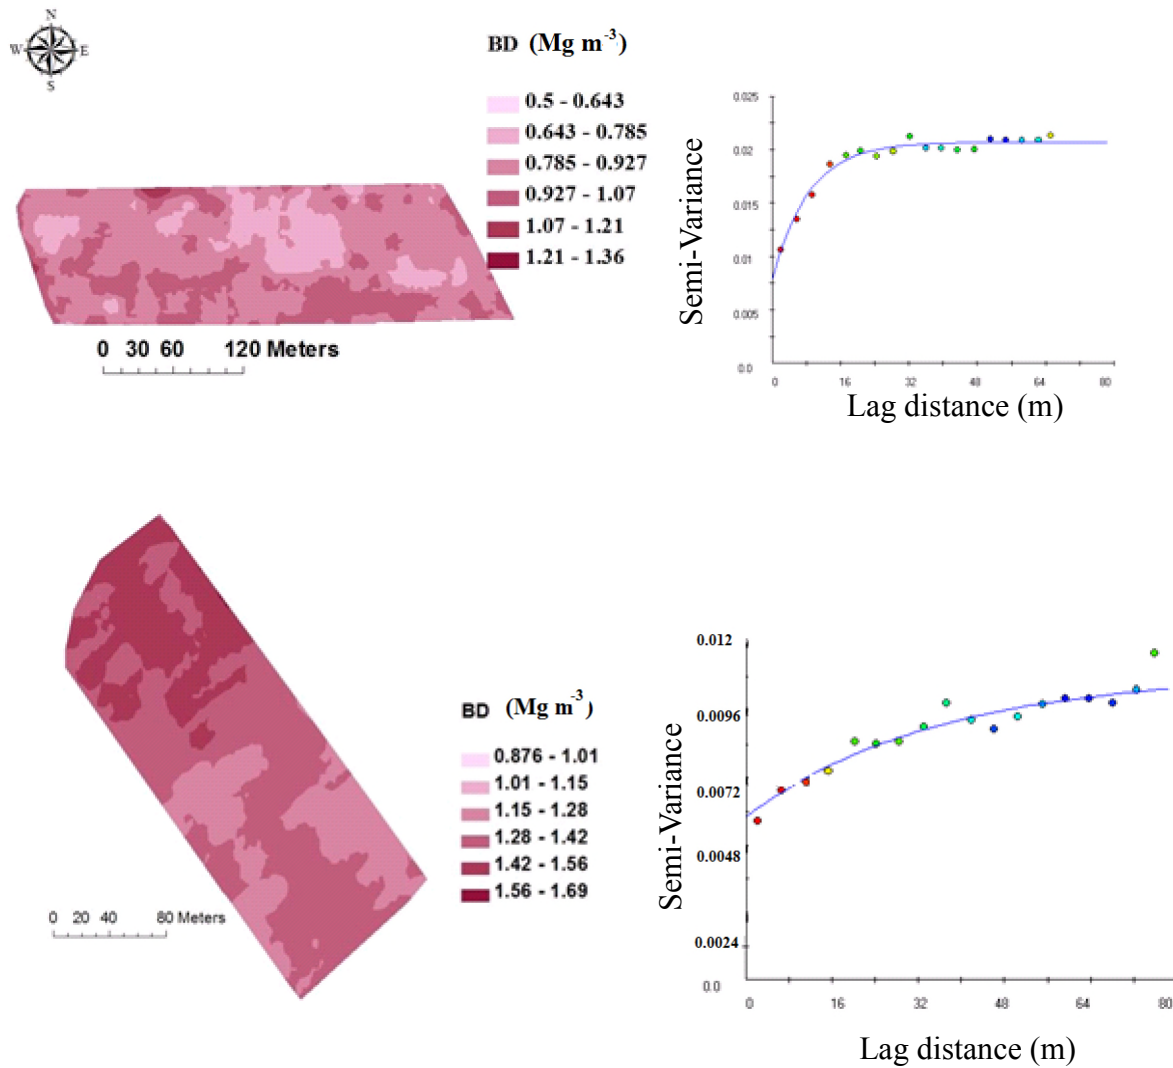 N
W E
S
BD (Mg m-3)
0.5 - 0.643
0.643 - 0.785
0.785 - 0.927
0.927 - 1.07
1.07 - 1.21
1.21 - 1.36
0 30 60 120 Meters
Semi-Variance
0.025
0.02
0.015
0.01
0.005
0.0
0 16 32 48 64 80
Lag distance (m)
BD (Mg m-3)
0.876 - 1.01
1.01 - 1.15
1.15 - 1.28
1.28 - 1.42
1.42 - 1.56
1.56 - 1.69
0 20 40 80 Meters
Semi-Variance
0.012
0.0096
0.0072
0.0048
0.0024
0.0
0 16 32 48 64 80
Lag distance (m)